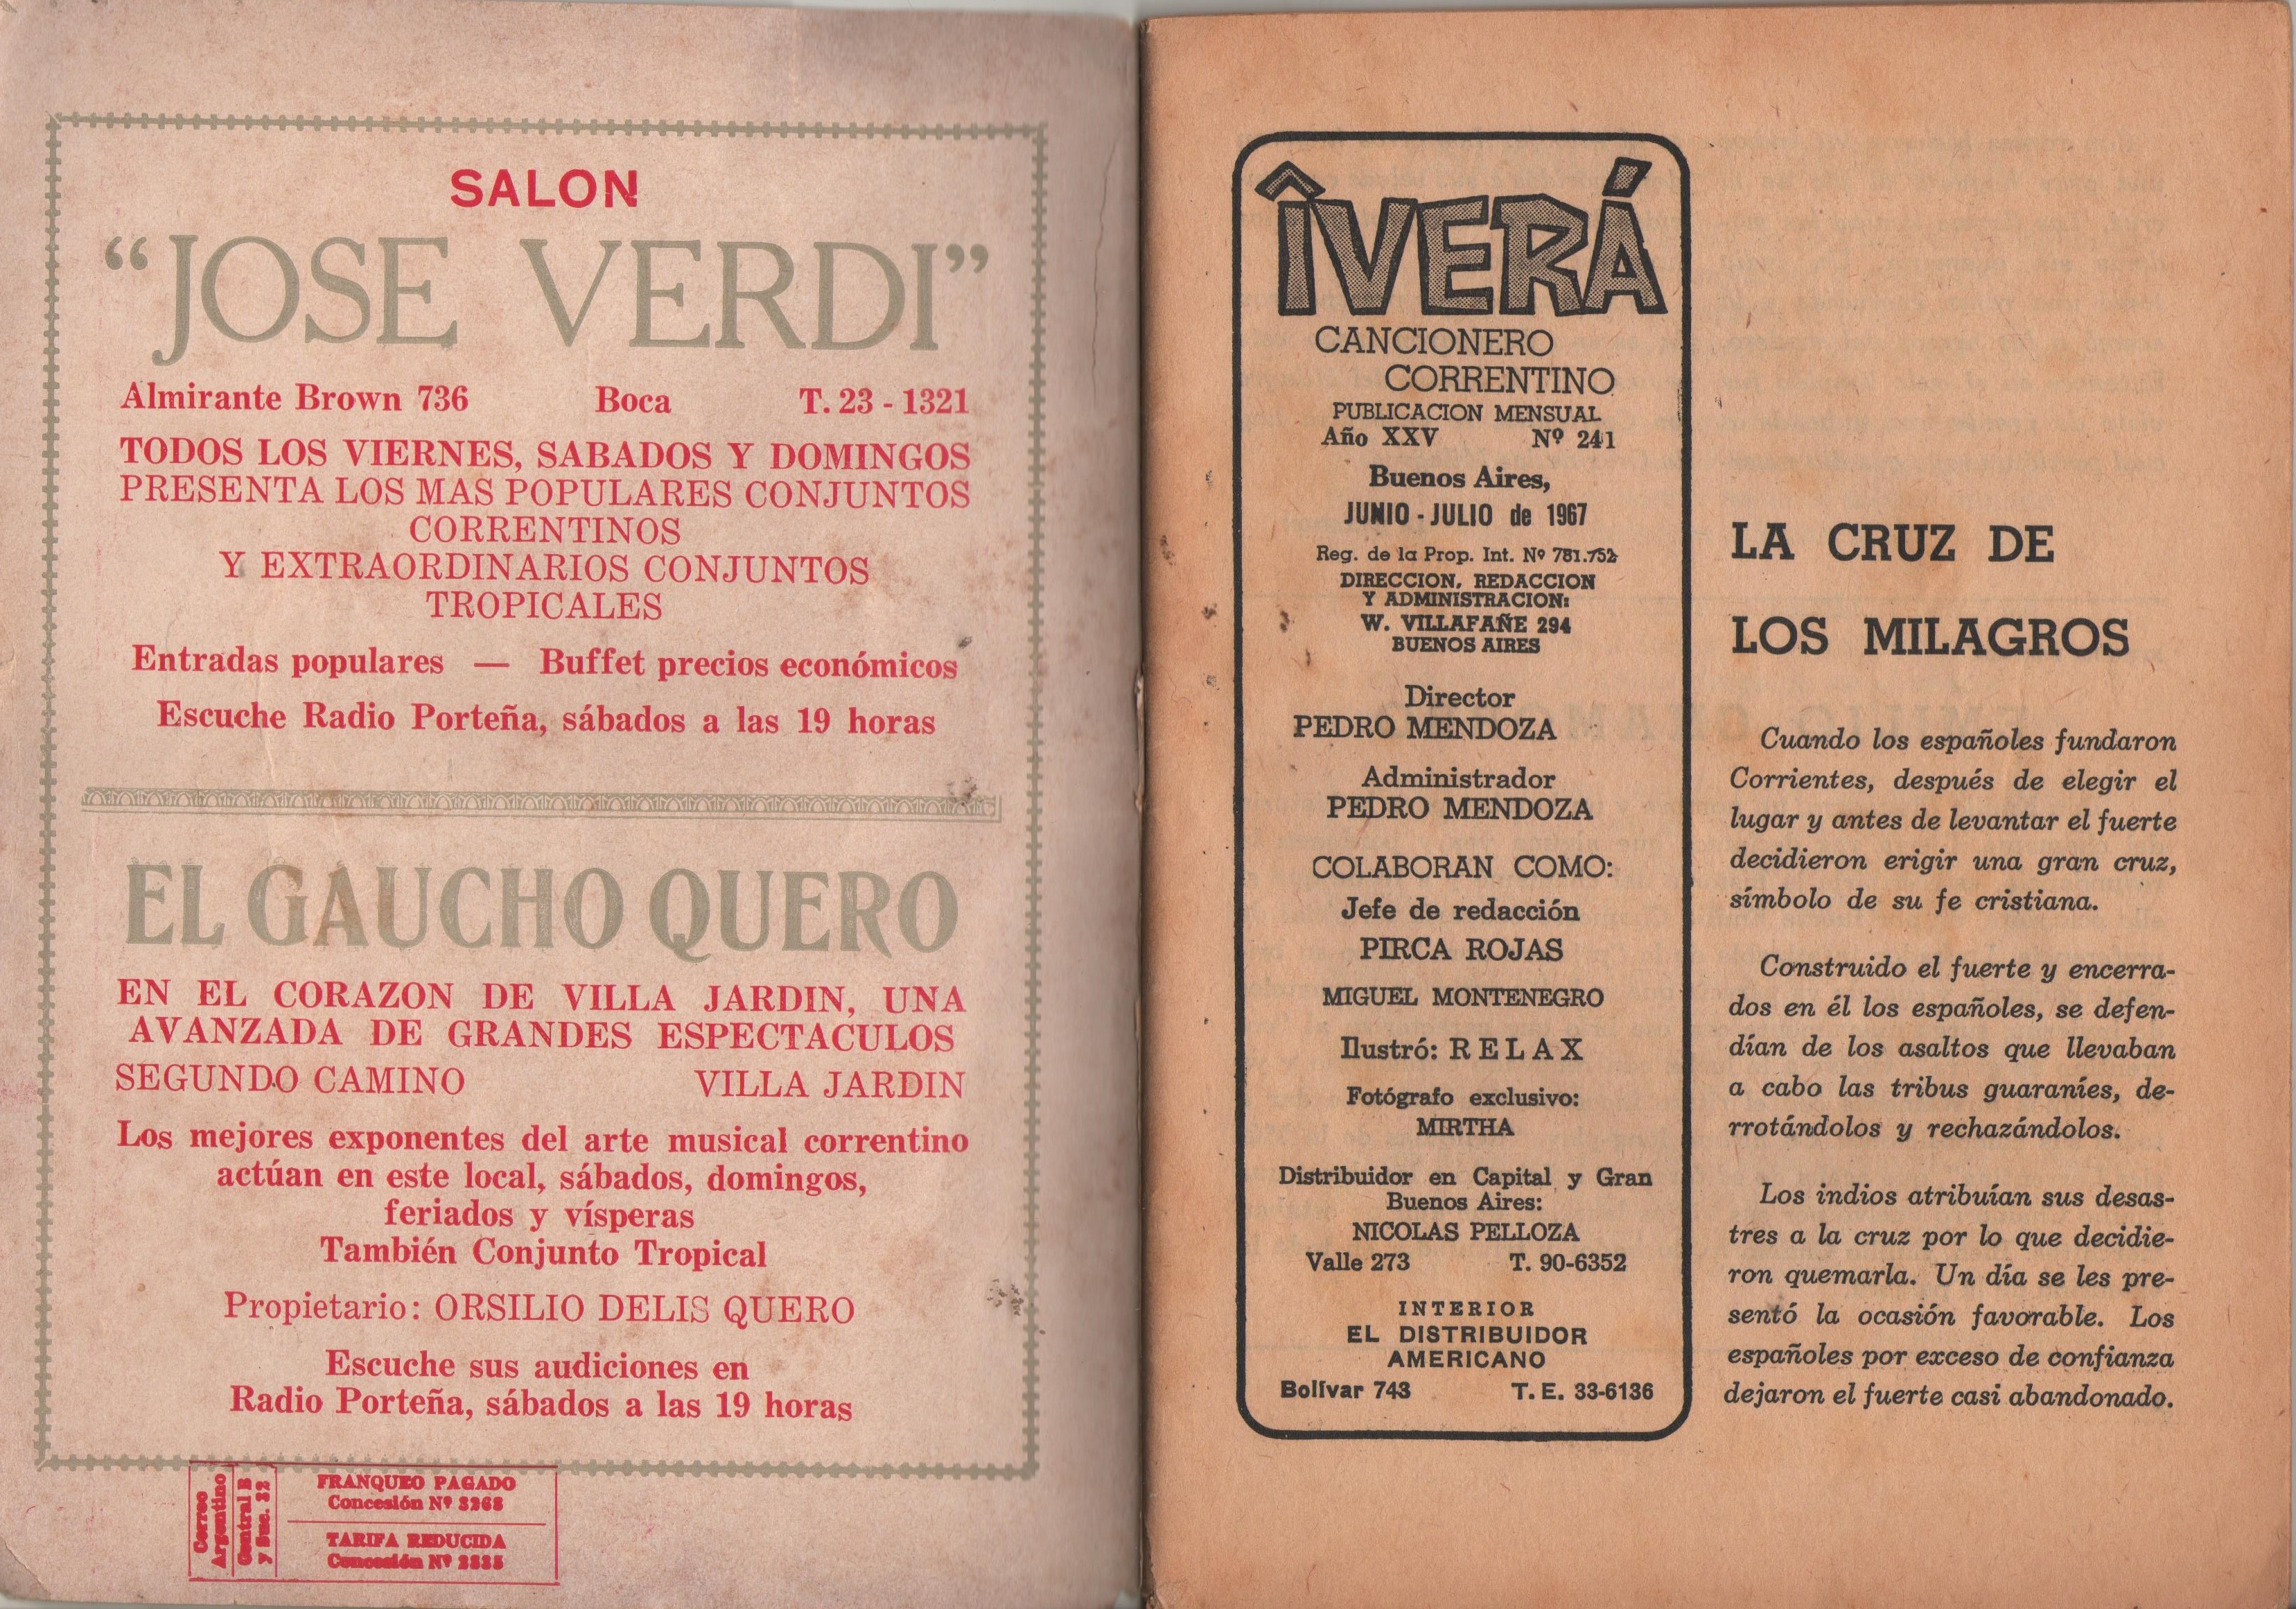 SALON
“JOSE VERDI”
Almirante Brown 736 Boca T. 23 - 1321
TODOS LOS VIERNES, SABADOS Y DOMINGOS
PRESENTA LOS MAS POPULARES CONJUNTOS
CORRENTINOS
Y EXTRAORDINARIOS CONJUNTOS
TROPICALES
Entradas populares — Buffet precios económicos
Escuche Radio Porteña, sábados a las 19 horas
EL GAUCHO QUERO
EN EL CORAZON DE VILLA JARDIN, UNA
AVANZADA DE GRANDES ESPECTACULOS
SEGUNDO CAMINO VILLA JARDIN
Los mejores exponentes del arte musical correntino
actúan en este local, sábados, domingos,
feriados y vísperas
También Conjunto Tropical
Propietario: ORSILIO DELIS QUERO
Escuche sus audiciones en
Radio Porteña, sábados a las 19 horas
Correo
Argentino
Central B
y Suc. 32
FRANQUEO PAGADO
Concesión Nº 3268
TARIFA REDUCIDA
Concesión Nº
ÎVERÁ
CANCIONERO
CORRENTINO
PUBLICACION MENSUAL
Año XXV Nº 241
Buenos Aires,
JUNIO - JULIO de 1967
Reg. de la Prop. Int. Nº 781.752
DIRECCION, REDACCION
Y ADMINISTRACION:
W. VILLAFAÑE 294
BUENOS AIRES
Director
PEDRO MENDOZA
Administrador
PEDRO MENDOZA
COLABORAN COMO:
Jefe de redacción
PIRCA ROJAS
MIGUEL MONTENEGRO
Ilustró: RELAX
Fotógrafo exclusivo:
MIRTHA
Distribuidor en Capital y Gran
Buenos Aires:
NICOLAS PELLOZA
Valle 273 T. 90-6352
INTERIOR
EL DISTRIBUIDOR
AMERICANO
Bolívar 743 T. E. 33-6136
LA CRUZ DE
LOS MILAGROS
Cuando los españoles fundaron
Corrientes, después de elegir el
lugar y antes de levantar el fuerte
decidieron erigir una gran cruz,
símbolo de su fe cristiana.
Construido el fuerte y encerra-
dos en él los españoles, se defen-
dían de los asaltos que llevaban
a cabo las tribus guaraníes, de-
rrotándolos y rechazándolos.
Los indios atribuían sus desas-
tres a la cruz por lo que decidie-
ron quemarla. Un día se les pre-
sentó la ocasión favorable. Los
españoles por exceso de confianza
dejaron el fuerte casi abandonado.